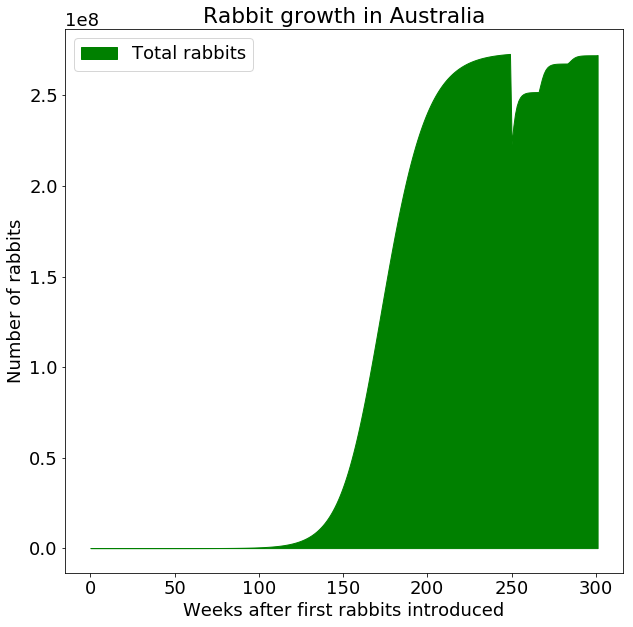 Rabbit growth in Australia
1e8
Total rabbits
2.5
2.0
1.5
1.0
0.5
0.0
Number of rabbits
0 50 100 150 200 250 300
Weeks after first rabbits introduced